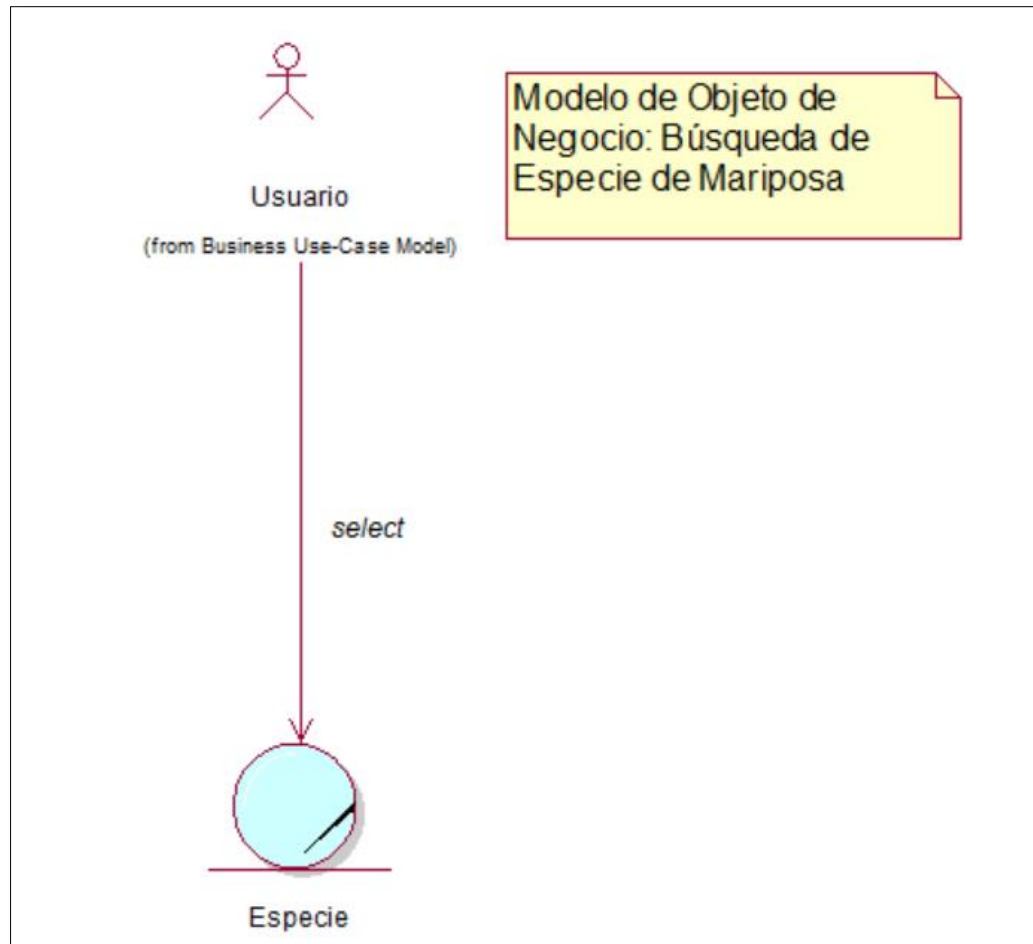 Modelo de Objeto de
Negocio: Búsqueda de
Especie de Mariposa
Usuario
(from Business Use-Case Model)
select
Especie